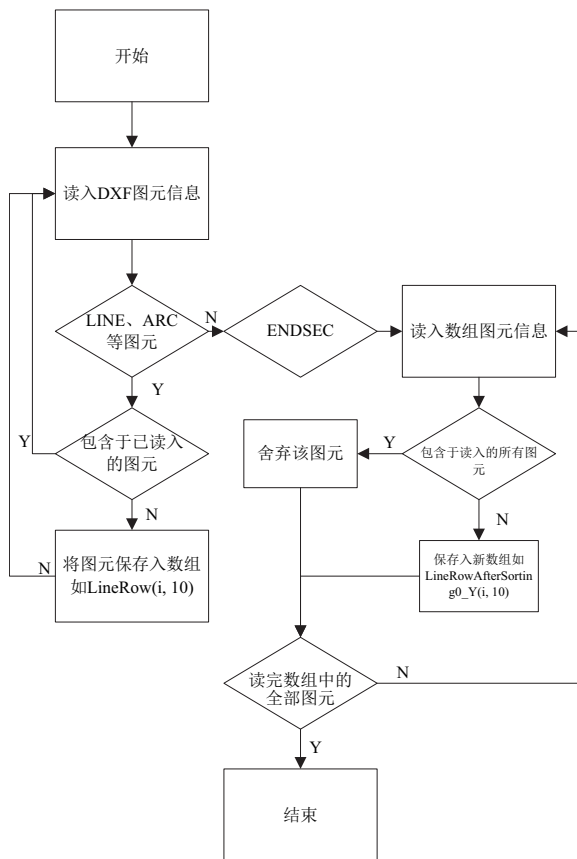 开始
读入DXF图元信息
LINE、ARC
等图元
N
ENDSEC
读入数组图元信息
Y
包含于已读入
的图元
Y
N
将图元保存入数组
如LineRow(i, 10)
N
包含于读入的所有图
元
Y
舍弃该图元
N
保存入新数组如
LineRowAfterSortin
g0_Y(i, 10)
读完数组中的
全部图元
N
Y
结束